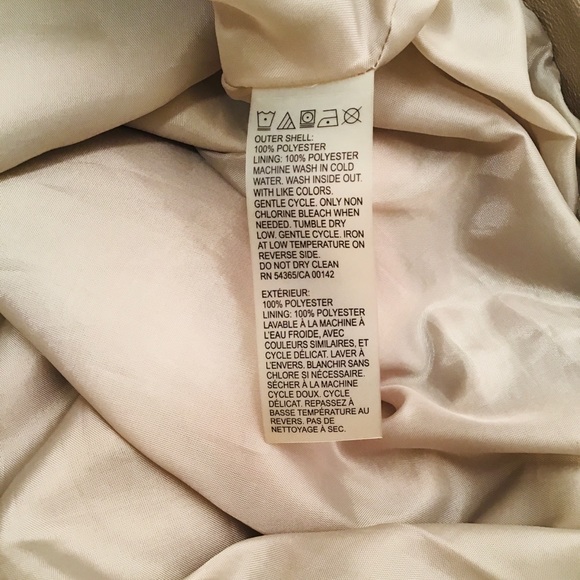 OUTER SHELL:
100% POLYESTER
LINING: 100% POLYESTER
MACHINE WASH IN COLD
WATER. WASH INSIDE OUT.
WITH LIKE COLORS.
GENTLE CYCLE. ONLY NON
CHLORINE BLEACH WHEN
NEEDED. TUMBLE DRY
LOW. GENTLE CYCLE. IRON
AT LOW TEMPERATURE ON
REVERSE SIDE.
DO NOT DRY CLEAN
RN 54365/CA 00142
EXTÉRIEUR:
100% POLYESTER
LINING: 100% POLYESTER
LAVABLE À LA MACHINE À
L'EAU FROIDE, AVEC
COULEURS SIMILAIRES, ET
CYCLE DÉLICAT. LAVER À
L'ENVERS. BLANCHIR SANS
CHLORE SI NÉCESSAIRE.
SÉCHER À LA MACHINE
CYCLE DOUX. CYCLE
DÉLICAT. REPASSEZ À
BASSE TEMPÉRATURE AU
REVERS. PAS DE
NETTOYAGE À SEC.